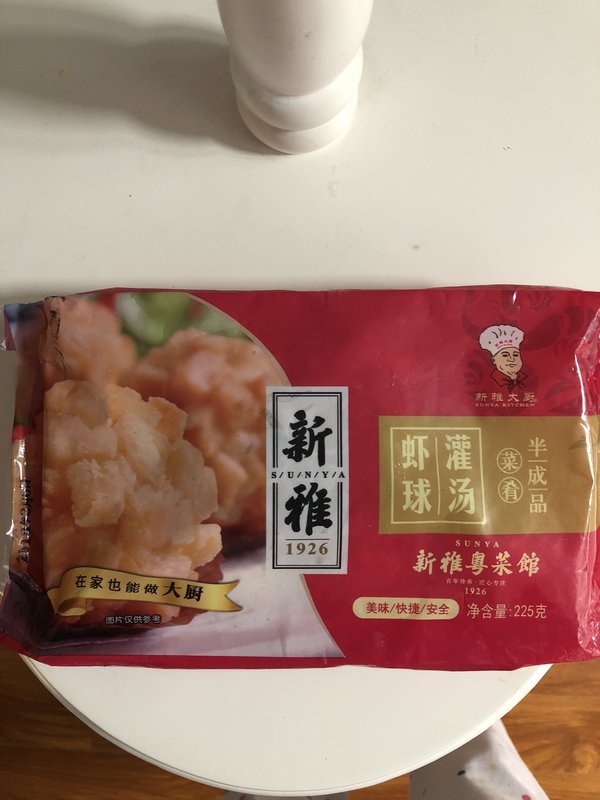 新雅大厨
SUNYA KITCHEN
新
S/U/N/Y/A
雅
1926
灌汤
虾球
半成品
菜肴
SUNYA
新雅粤菜館
百年传承·匠心专注
1926
美味/快捷/安全
净含量:225克
在家也能做大厨
图片仅供参考